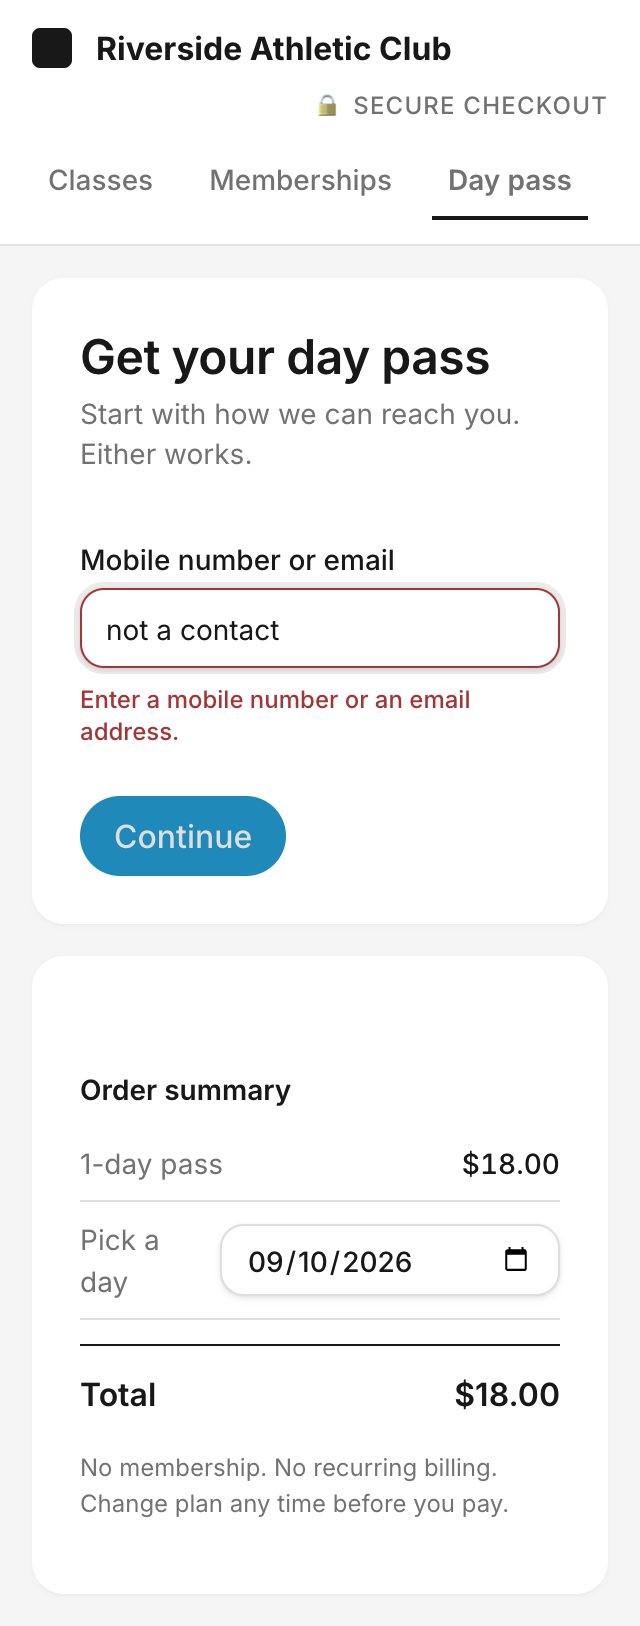 Riverside Athletic Club
SECURE CHECKOUT
Classes Memberships Day pass
Get your day pass
Start with how we can reach you.
Either works.
Mobile number or email
not a contact
Enter a mobile number or an email
address.
Continue
Order summary
1-day pass $18.00
Pick a
day
09/10/2026
Total $18.00
No membership. No recurring billing.
Change plan any time before you pay.